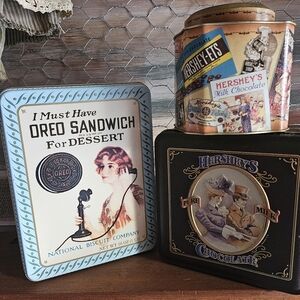 I Must Have
OREO SANDWICH
For DESSERT
OREO
NATIONAL BISCUIT COMPANY
HERSHEY-ETS
HERSHEY'S
Milk Chocolate
HERSHEY'S
CHOCOLATE